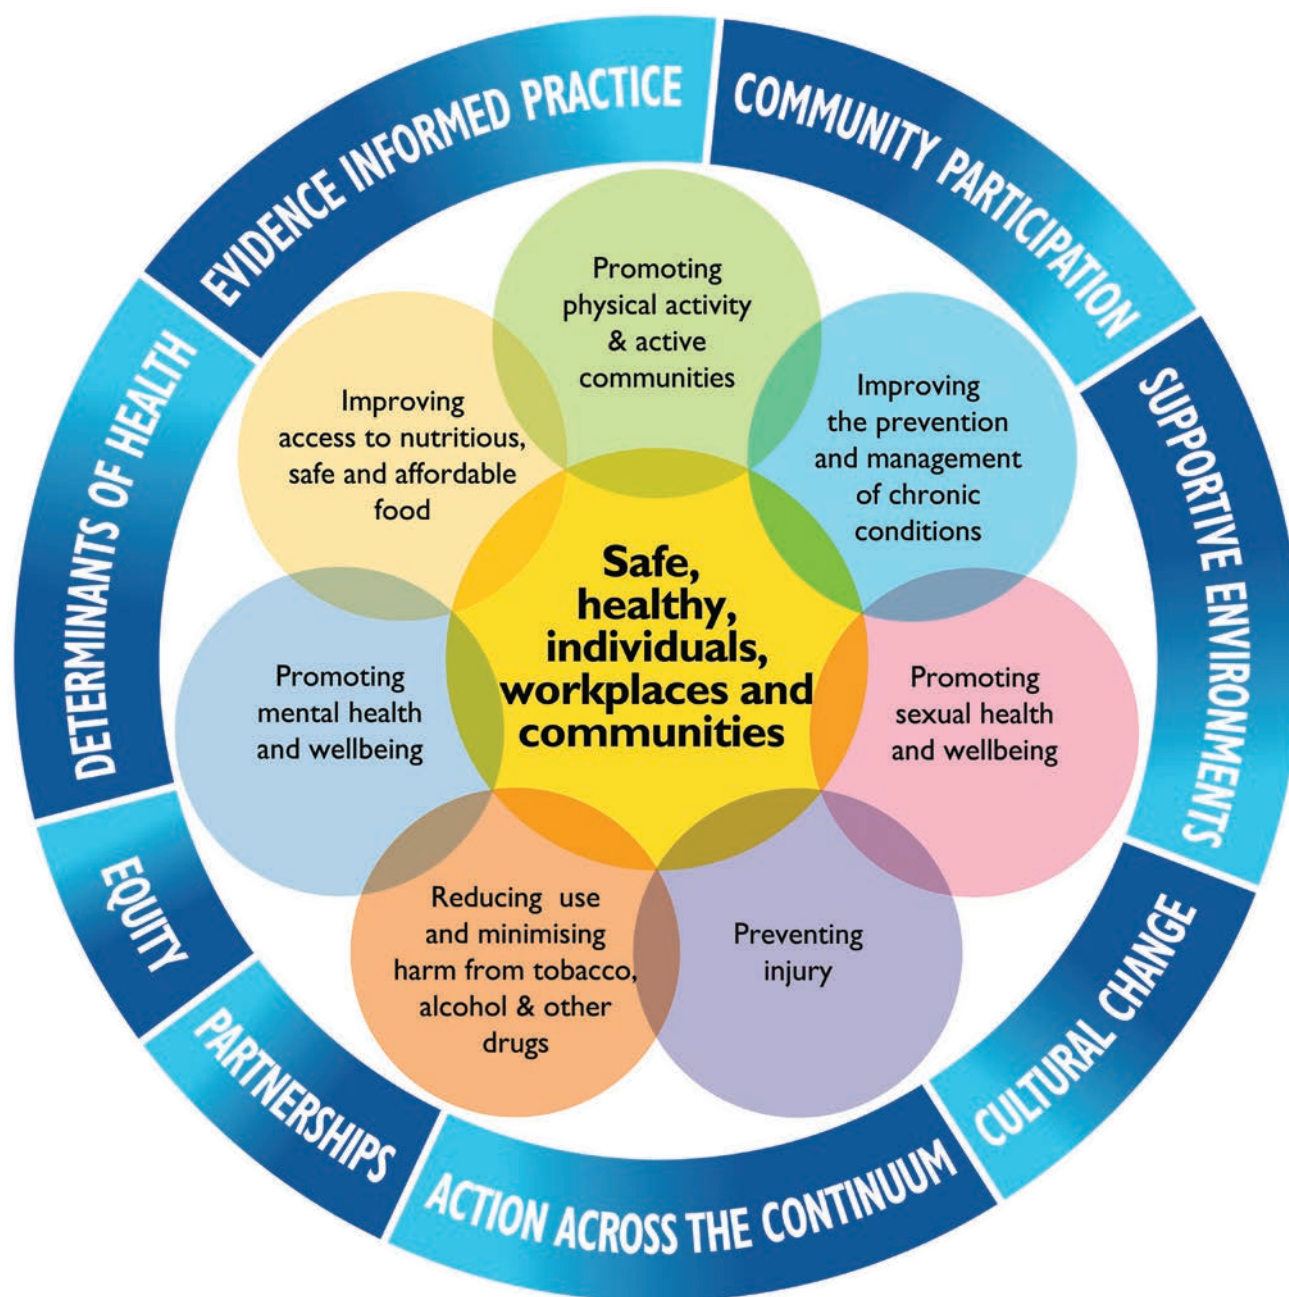 EVIDENCE INFORMED PRACTICE
COMMUNITY PARTICIPATION
SUPPORTIVE ENVIRONMENTS
CULTURAL CHANGE
ACTION ACROSS THE CONTINUUM
PARTNERSHIPS
EQUITY
DETERMINANTS OF HEALTH
Promoting
physical activity
& active
communities
Improving
the prevention
and management
of chronic
conditions
Promoting
sexual health
and wellbeing
Preventing
injury
Reducing use
and minimising
harm from tobacco,
alcohol & other
drugs
Promoting
mental health
and wellbeing
Improving
access to nutritious,
safe and affordable
food
Safe,
healthy,
individuals,
workplaces and
communities